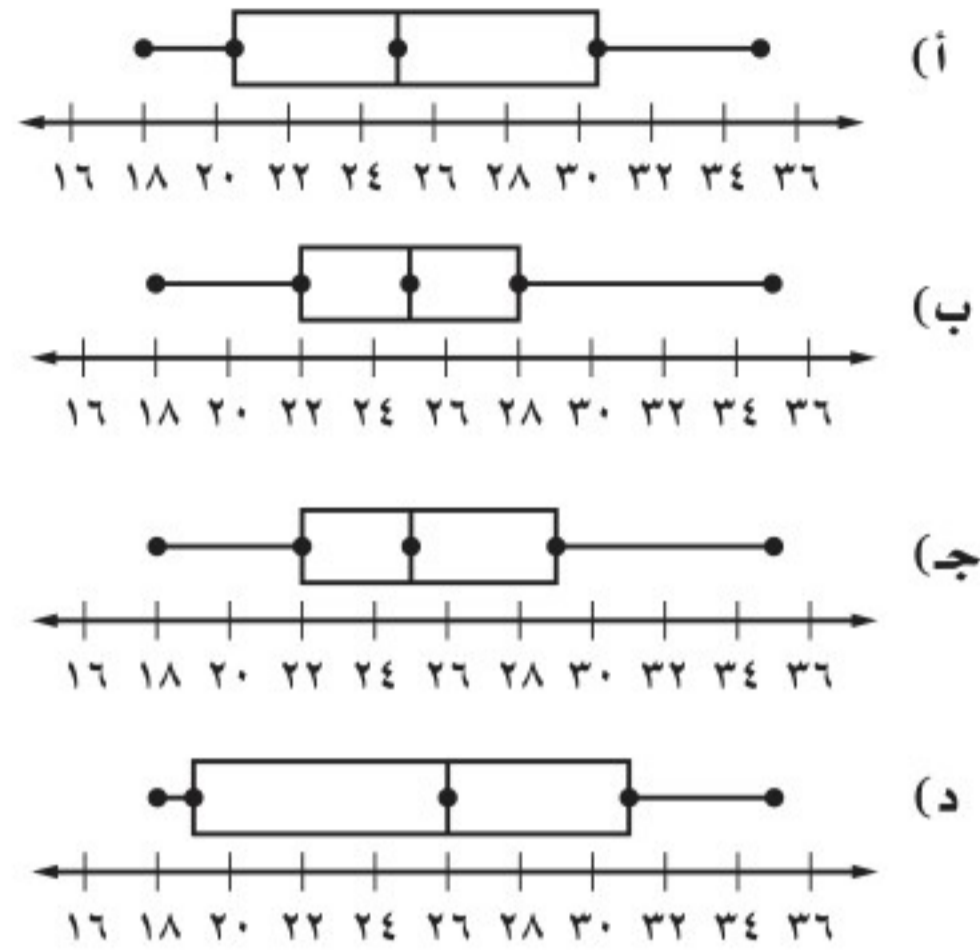 أ)
١٦ ١٨ ٢٠ ٢٢ ٢٤ ٢٦ ٢٨ ٣٠ ٣٢ ٣٤ ٣٦
ب)
١٦ ١٨ ٢٠ ٢٢ ٢٤ ٢٦ ٢٨ ٣٠ ٣٢ ٣٤ ٣٦
جـ)
١٦ ١٨ ٢٠ ٢٢ ٢٤ ٢٦ ٢٨ ٣٠ ٣٢ ٣٤ ٣٦
د)
١٦ ١٨ ٢٠ ٢٢ ٢٤ ٢٦ ٢٨ ٣٠ ٣٢ ٣٤ ٣٦